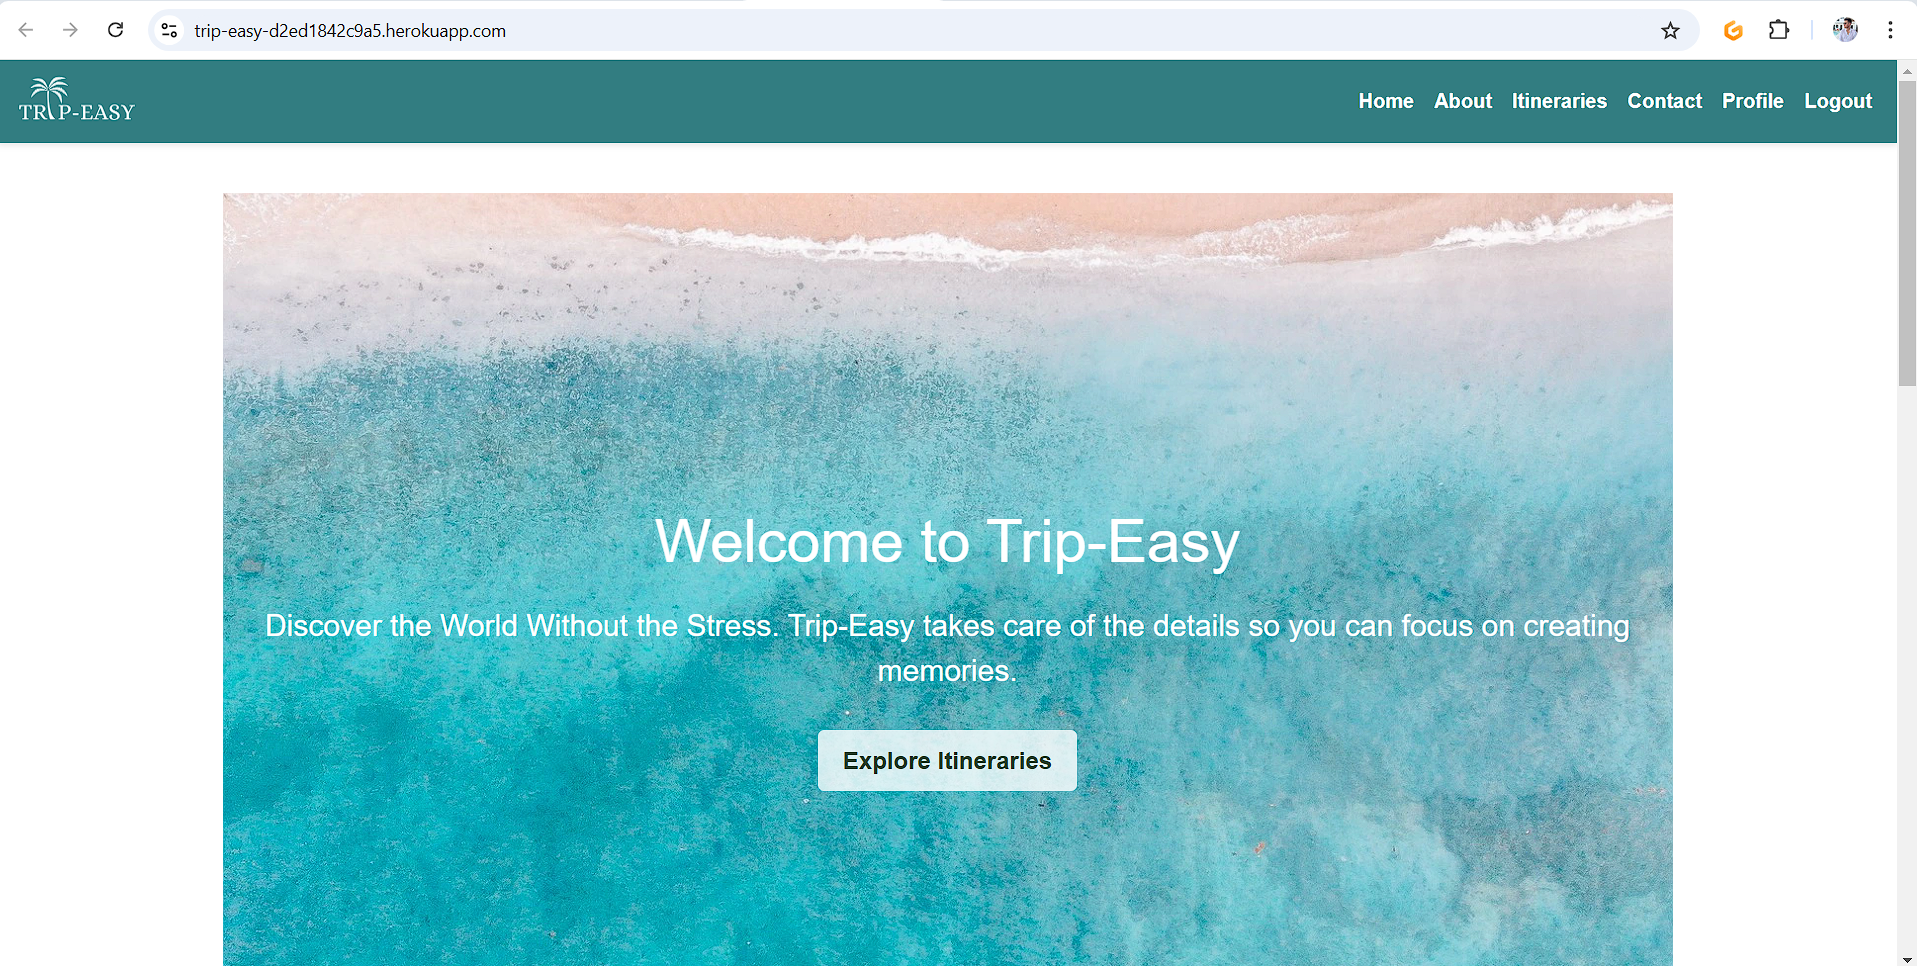 trip-easy-d2ed1842c9a5.herokuapp.com
TRIP-EASY
Home About Itineraries Contact Profile Logout
Welcome to Trip-Easy
Discover the World Without the Stress. Trip-Easy takes care of the details so you can focus on creating
memories.
Explore Itineraries